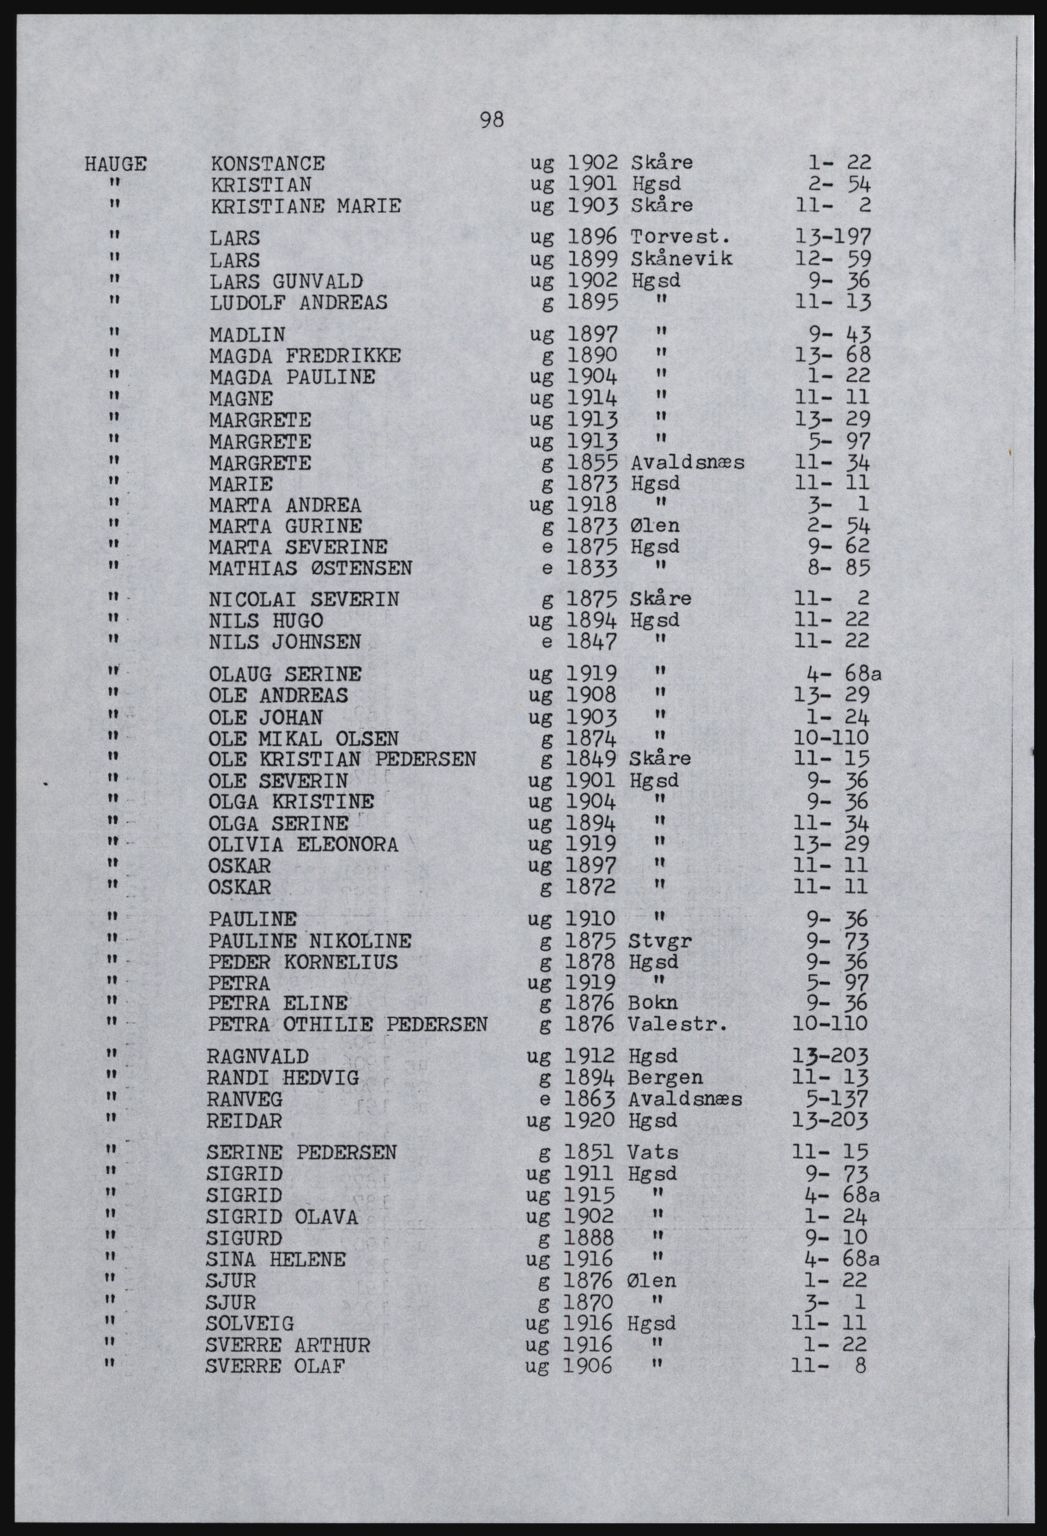 98
HAUGE KONSTANCE ug 1902 Skåre 1- 22
" KRISTIAN ug 1901 Hgsd 2- 54
" KRISTIANE MARIE ug 1903 Skåre 11- 2
" LARS ug 1896 Torvest. 13-197
" LARS ug 1899 Skånevik 12- 59
" LARS GUNVALD ug 1902 Hgsd 9- 36
" LUDOLF ANDREAS g 1895 " 11- 13
" MADLIN ug 1897 " 9- 43
" MAGDA FREDRIKKE g 1890 " 13- 68
" MAGDA PAULINE ug 1904 " 1- 22
" MAGNE ug 1914 " 11- 11
" MARGRETE ug 1913 " 13- 29
" MARGRETE ug 1913 " 5- 97
" MARGRETE g 1855 Avaldsnæs 11- 34
" MARIE g 1873 Hgsd 11- 11
" MARTA ANDREA ug 1918 " 3- 1
" MARTA GURINE g 1873 Ølen 2- 54
" MARTA SEVERINE e 1875 Hgsd 9- 62
" MATHIAS ØSTENSEN e 1833 " 8- 85
" NICOLAI SEVERIN g 1875 Skåre 11- 2
" NILS HUGO ug 1894 Hgsd 11- 22
" NILS JOHNSEN e 1847 " 11- 22
" OLAUG SERINE ug 1919 " 4- 68a
" OLE ANDREAS ug 1908 " 13- 29
" OLE JOHAN ug 1903 " 1- 24
" OLE MIKAL OLSEN g 1874 " 10-110
" OLE KRISTIAN PEDERSEN g 1849 Skåre 11- 15
" OLE SEVERIN ug 1901 Hgsd 9- 36
" OLGA KRISTINE ug 1904 " 9- 36
" OLGA SERINE ug 1894 " 11- 34
" OLIVIA ELEONORA ug 1919 " 13- 29
" OSKAR ug 1897 " 11- 11
" OSKAR g 1872 " 11- 11
" PAULINE ug 1910 " 9- 36
" PAULINE NIKOLINE g 1875 Stvgr 9- 73
" PEDER KORNELIUS g 1878 Hgsd 9- 36
" PETRA ug 1919 " 5- 97
" PETRA ELINE g 1876 Bokn 9- 36
" PETRA OTHILIE PEDERSEN g 1876 Valestr. 10-110
" RAGNVALD ug 1912 Hgsd 13-203
" RANDI HEDVIG g 1894 Bergen 11- 13
" RANVEG e 1863 Avaldsnæs 5-137
" REIDAR ug 1920 Hgsd 13-203
" SERINE PEDERSEN g 1851 Vats 11- 15
" SIGRID ug 1911 Hgsd 9- 73
" SIGRID ug 1915 " 4- 68a
" SIGRID OLAVA ug 1902 " 1- 24
" SIGURD g 1888 " 9- 10
" SINA HELENE ug 1916 " 4- 68a
" SJUR g 1876 Ølen 1- 22
" SJUR g 1870 " 3- 1
" SOLVEIG ug 1916 Hgsd 11- 11
" SVERRE ARTHUR ug 1916 " 1- 22
" SVERRE OLAF ug 1906 " 11- 8